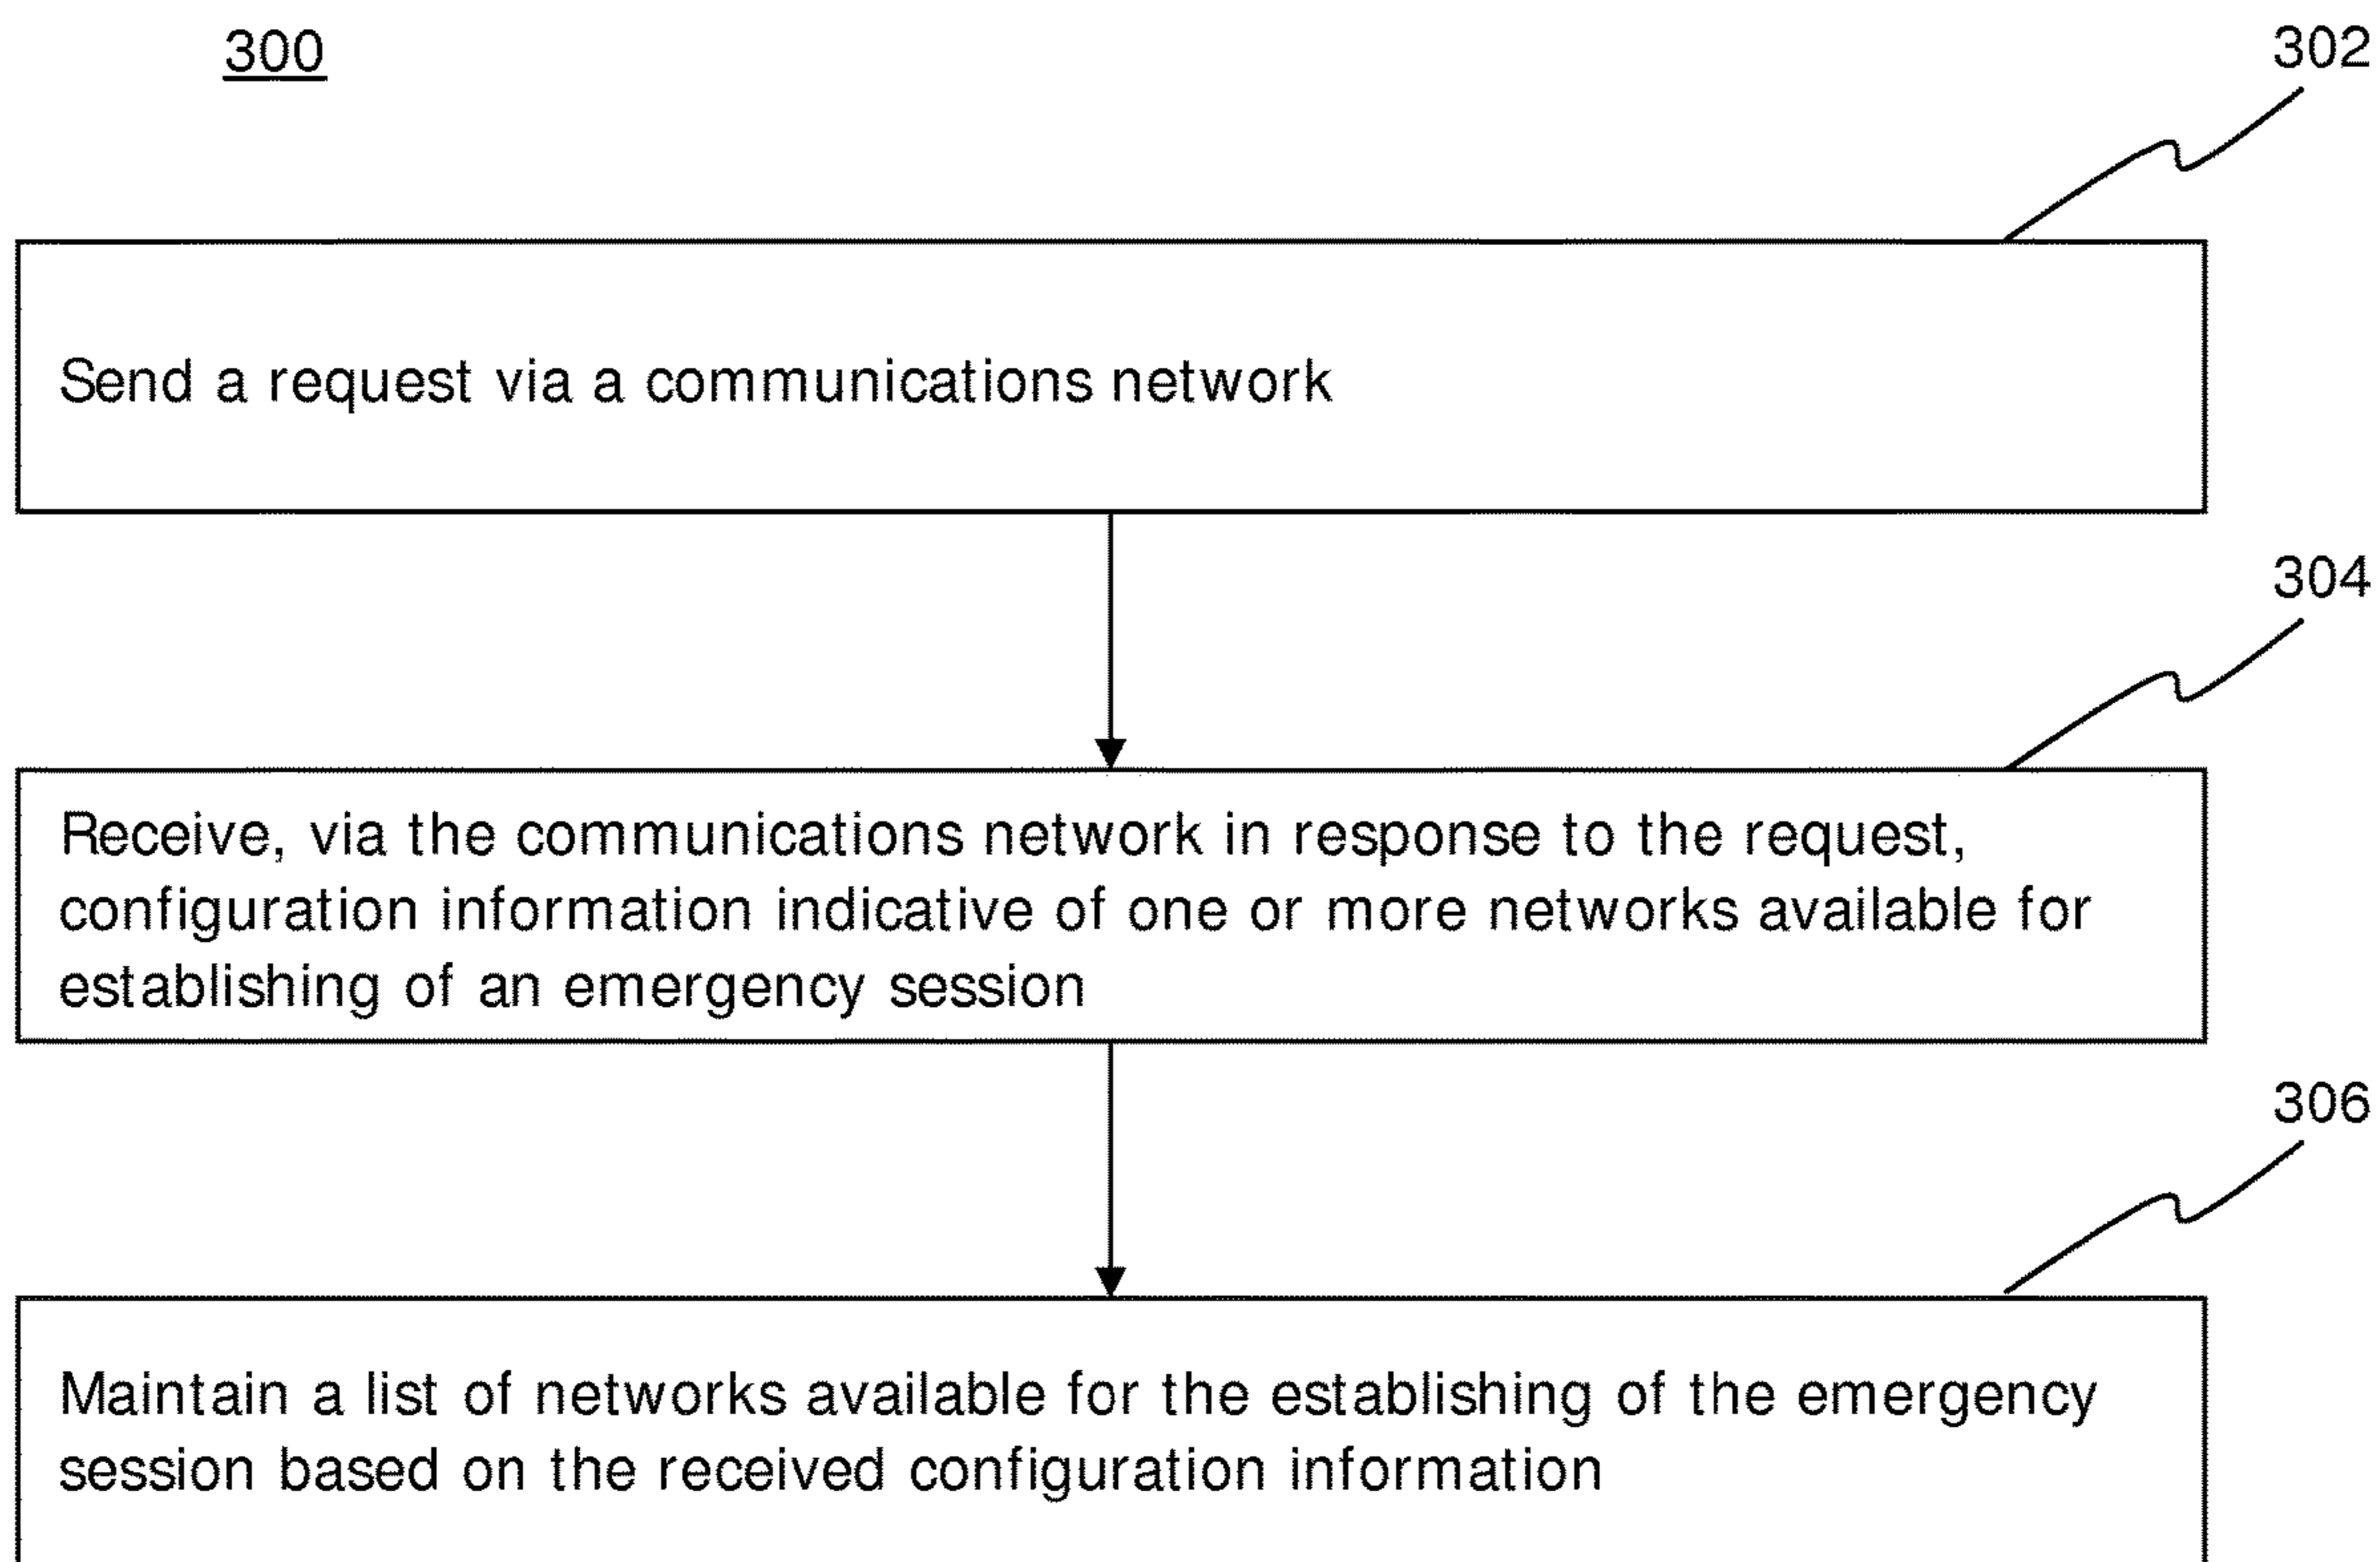 300
302
Send a request via a communications network
304
Receive, via the communications network in response to the request,
configuration information indicative of one or more networks available for
establishing of an emergency session
306
Maintain a list of networks available for the establishing of the emergency
session based on the received configuration information